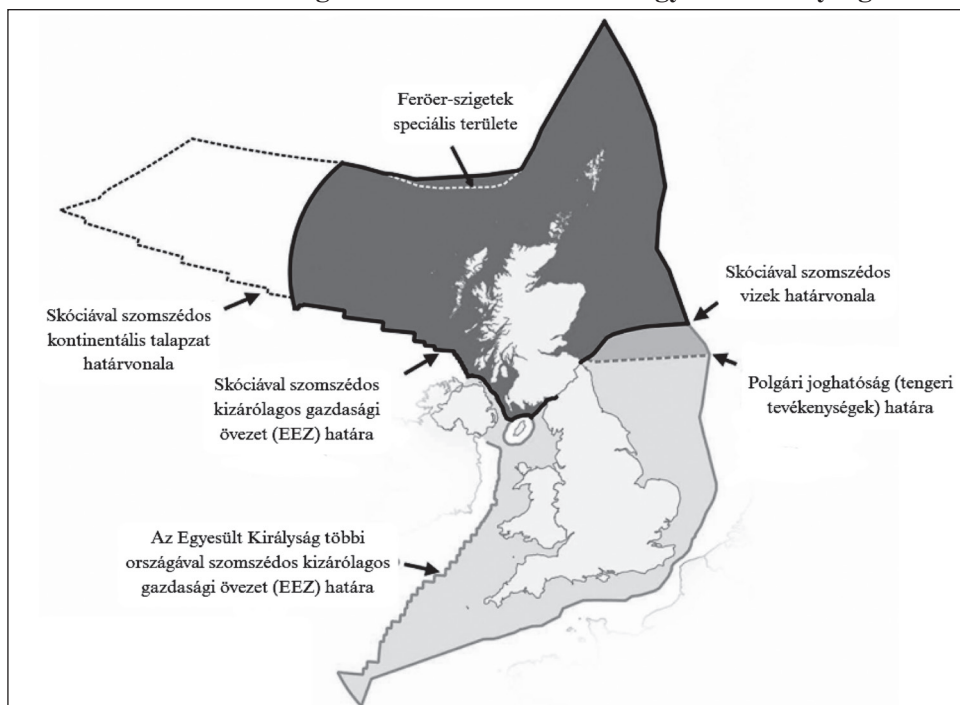 Feröer-szigetek
speciális területe
Skóciával szomszédos
vizek határvonala
Skóciával szomszédos
kontinentális talapzat
határvonala
Skóciával szomszédos
kizárólagos gazdasági
övezet (EEZ) határa
Polgári joghatóság (tengeri
tevékenységek) határa
Az Egyesült Királyság többi
országával szomszédos kizárólagos
gazdasági övezet (EEZ) határa